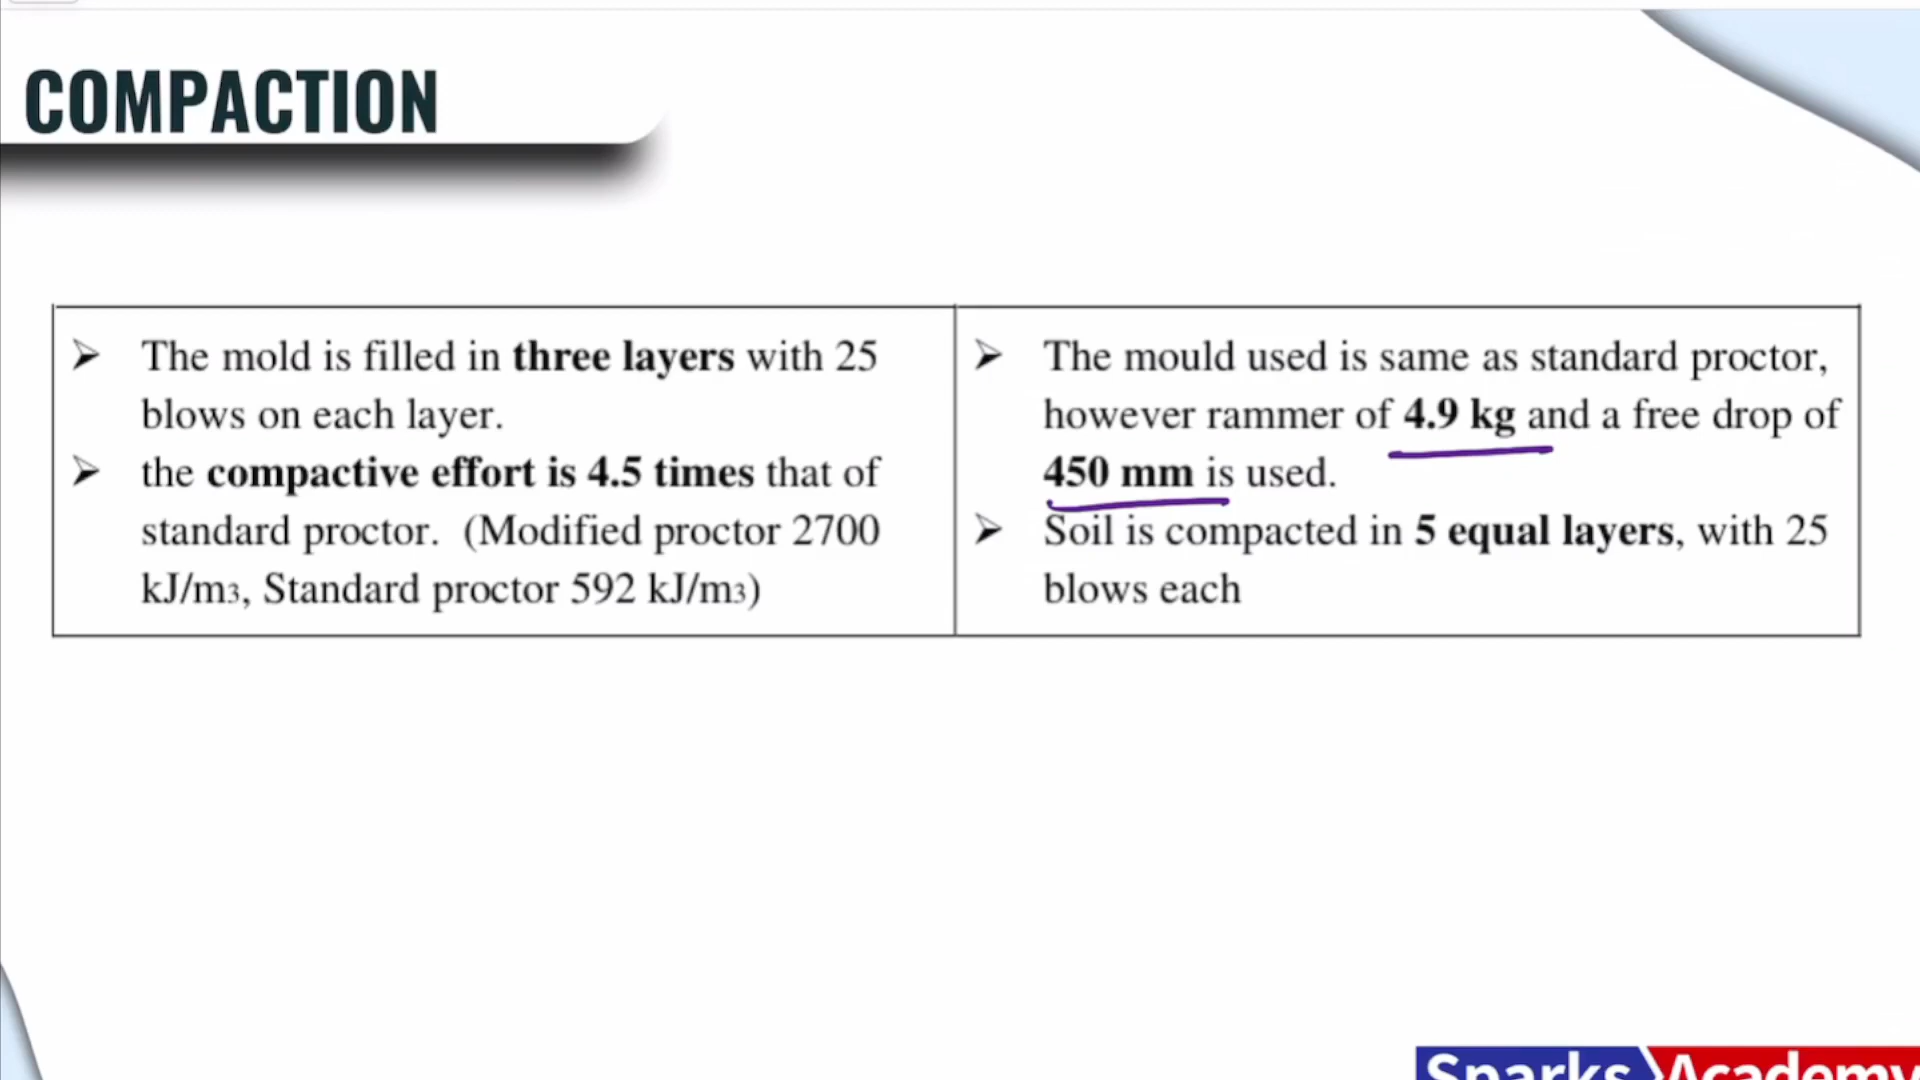 COMPACTION
➢ The mold is filled in three layers with 25
blows on each layer.
➢ the compactive effort is 4.5 times that of
standard proctor. (Modified proctor 2700
kJ/m3, Standard proctor 592 kJ/m3)
➢ The mould used is same as standard proctor,
however rammer of 4.9 kg and a free drop of
450 mm is used.
➢ Soil is compacted in 5 equal layers, with 25
blows each
Sparks Academy